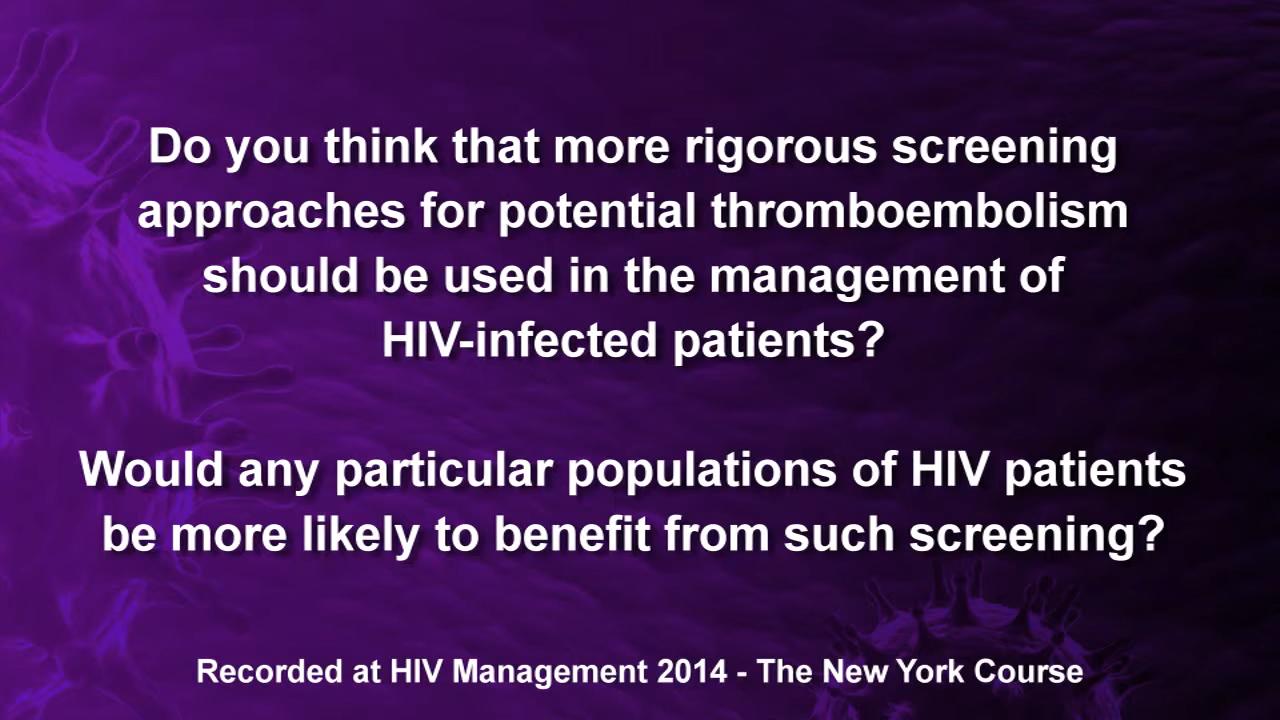 Do you think that more rigorous screening
approaches for potential thromboembolism
should be used in the management of
HIV-infected patients?
Would any particular populations of HIV patients
be more likely to benefit from such screening?
Recorded at HIV Management 2014 - The New York Course